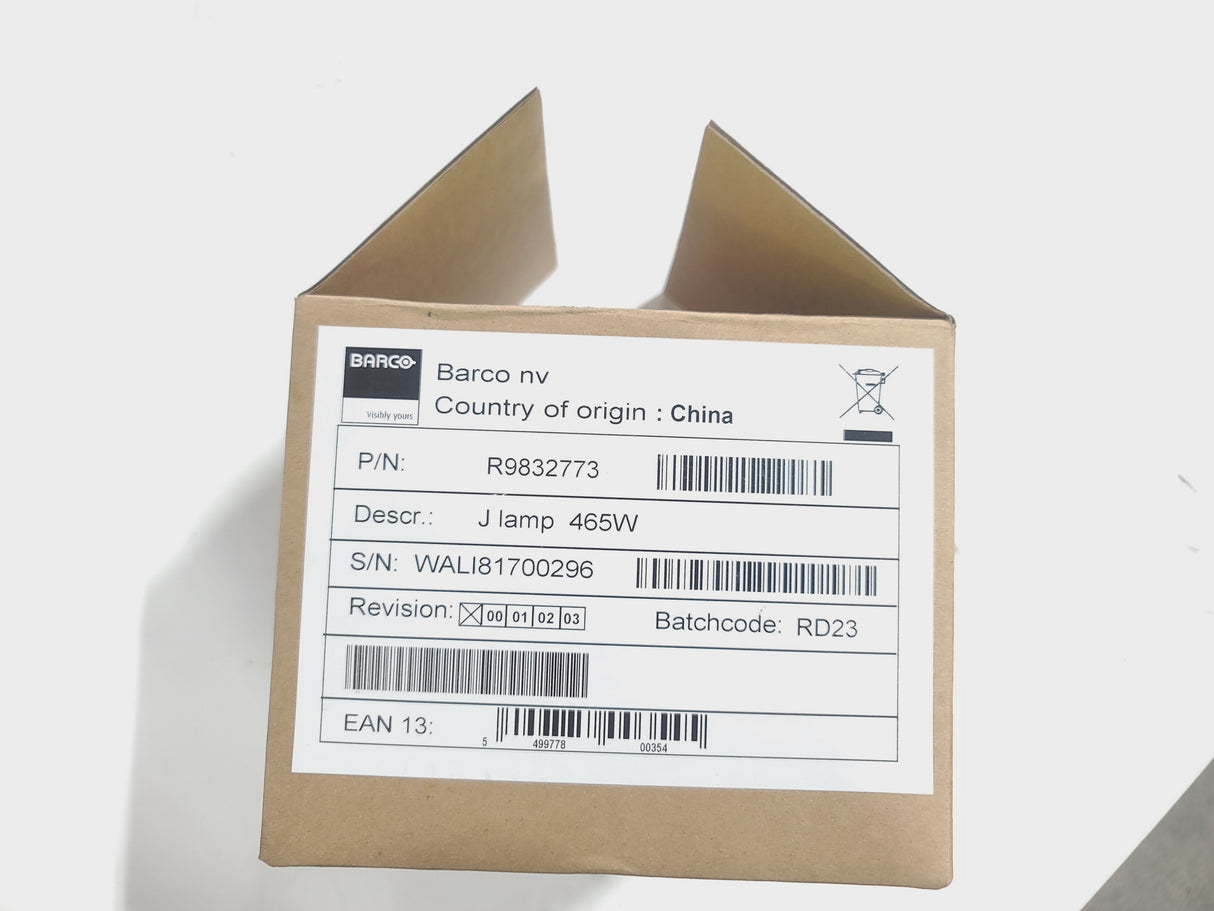 BARCO
Visibly yours
Barco nv
Country of origin : China
P/N: R9832773
Descr.: J lamp 465W
S/N: WALI81700296
Revision: 00 01 02 03 Batchcode: RD23
EAN 13:
5 499778 00354